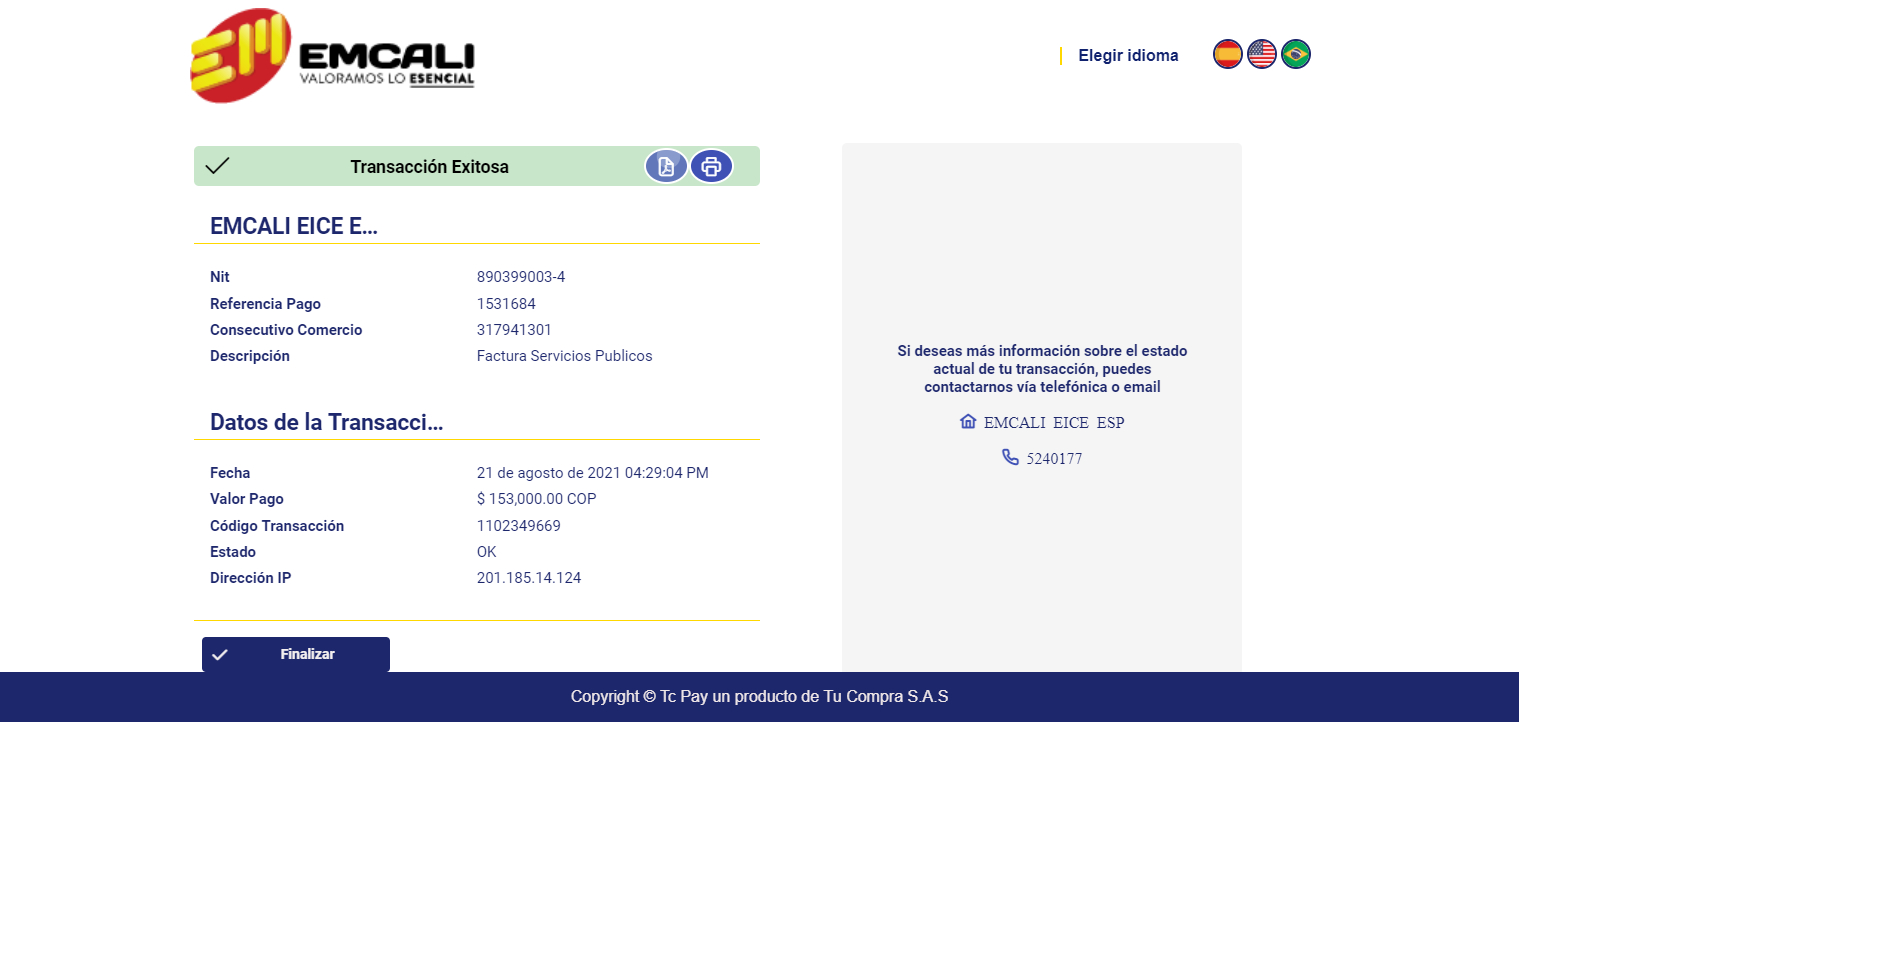 EMCALI
VALORAMOS LO ESENCIAL
Elegir idioma
Transacción Exitosa
EMCALI EICE E...
Nit 890399003-4
Referencia Pago 1531684
Consecutivo Comercio 317941301
Descripción Factura Servicios Publicos
Datos de la Transacci...
Fecha 21 de agosto de 2021 04:29:04 PM
Valor Pago $ 153,000.00 COP
Código Transacción 1102349669
Estado OK
Dirección IP 201.185.14.124
Finalizar
Si deseas más información sobre el estado
actual de tu transacción, puedes
contactarnos vía telefónica o email
EMCALI EICE ESP
5240177
Copyright © Tc Pay un producto de Tu Compra S.A.S